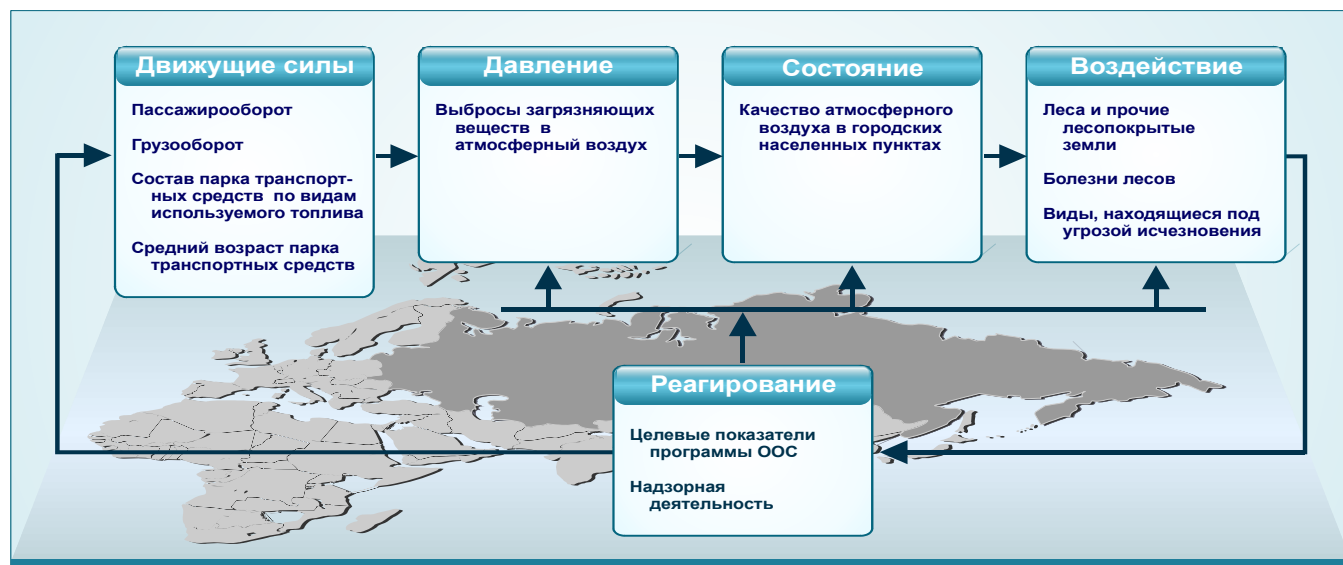 Движущие силы
Пассажирооборот
Грузооборот
Состав парка транспорт-
ных средств по видам
используемого топлива
Средний возраст парка
транспортных средств
Давление
Выбросы загрязняющих
веществ в
атмосферный воздух
Состояние
Качество атмосферного
воздуха в городских
населенных пунктах
Воздействие
Леса и прочие
лесопокрытые
земли
Болезни лесов
Виды, находящиеся под
угрозой исчезновения
Реагирование
Целевые показатели
программы ООС
Надзорная
деятельность